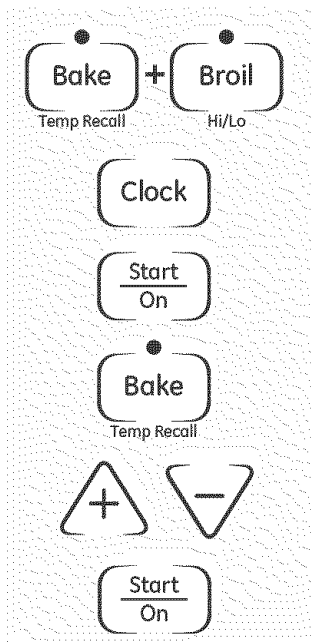 Bake + Broil
Temp Recall Hi/Lo
Clock
Start
On
Bake
Temp Recall
+ −
Start
On